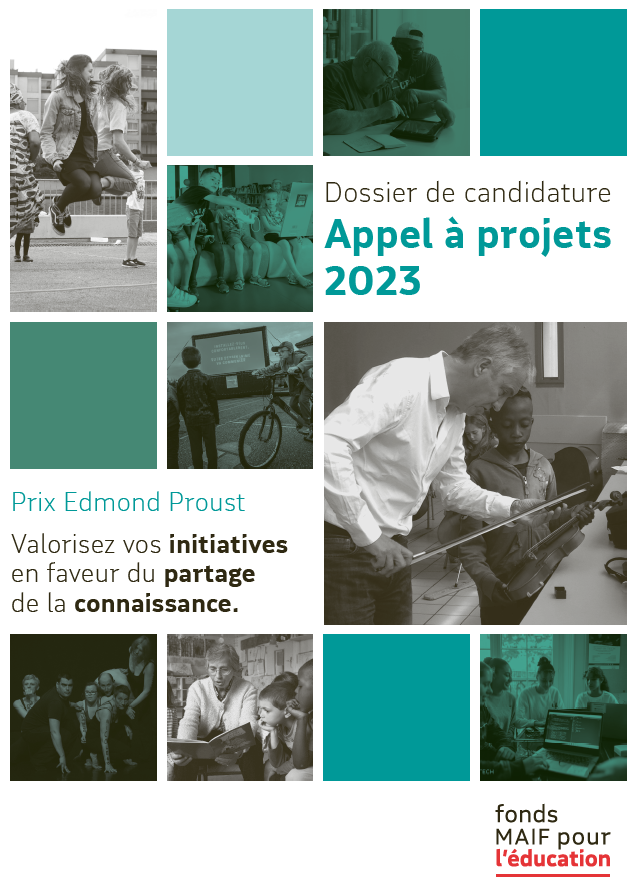 Dossier de candidature
Appel à projets
2023
Prix Edmond Proust
Valorisez vos initiatives
en faveur du partage
de la connaissance.
TECH
fonds
MAIF pour
l'éducation